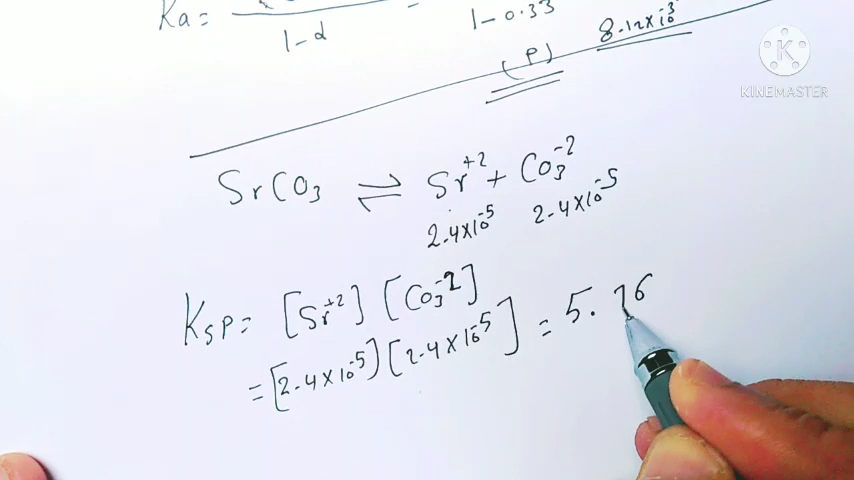 Ka =
1-α - 1-0.33 8.12×10⁻³
(P)
K
KINEMASTER
SrCO₃ ⇌ Sr⁺² + CO₃⁻²
2.4×10⁻⁵ 2.4×10⁻⁵
Ksp = [Sr⁺²] [CO₃⁻²]
= [2.4×10⁻⁵) [2.4×10⁻⁵] = 5.76